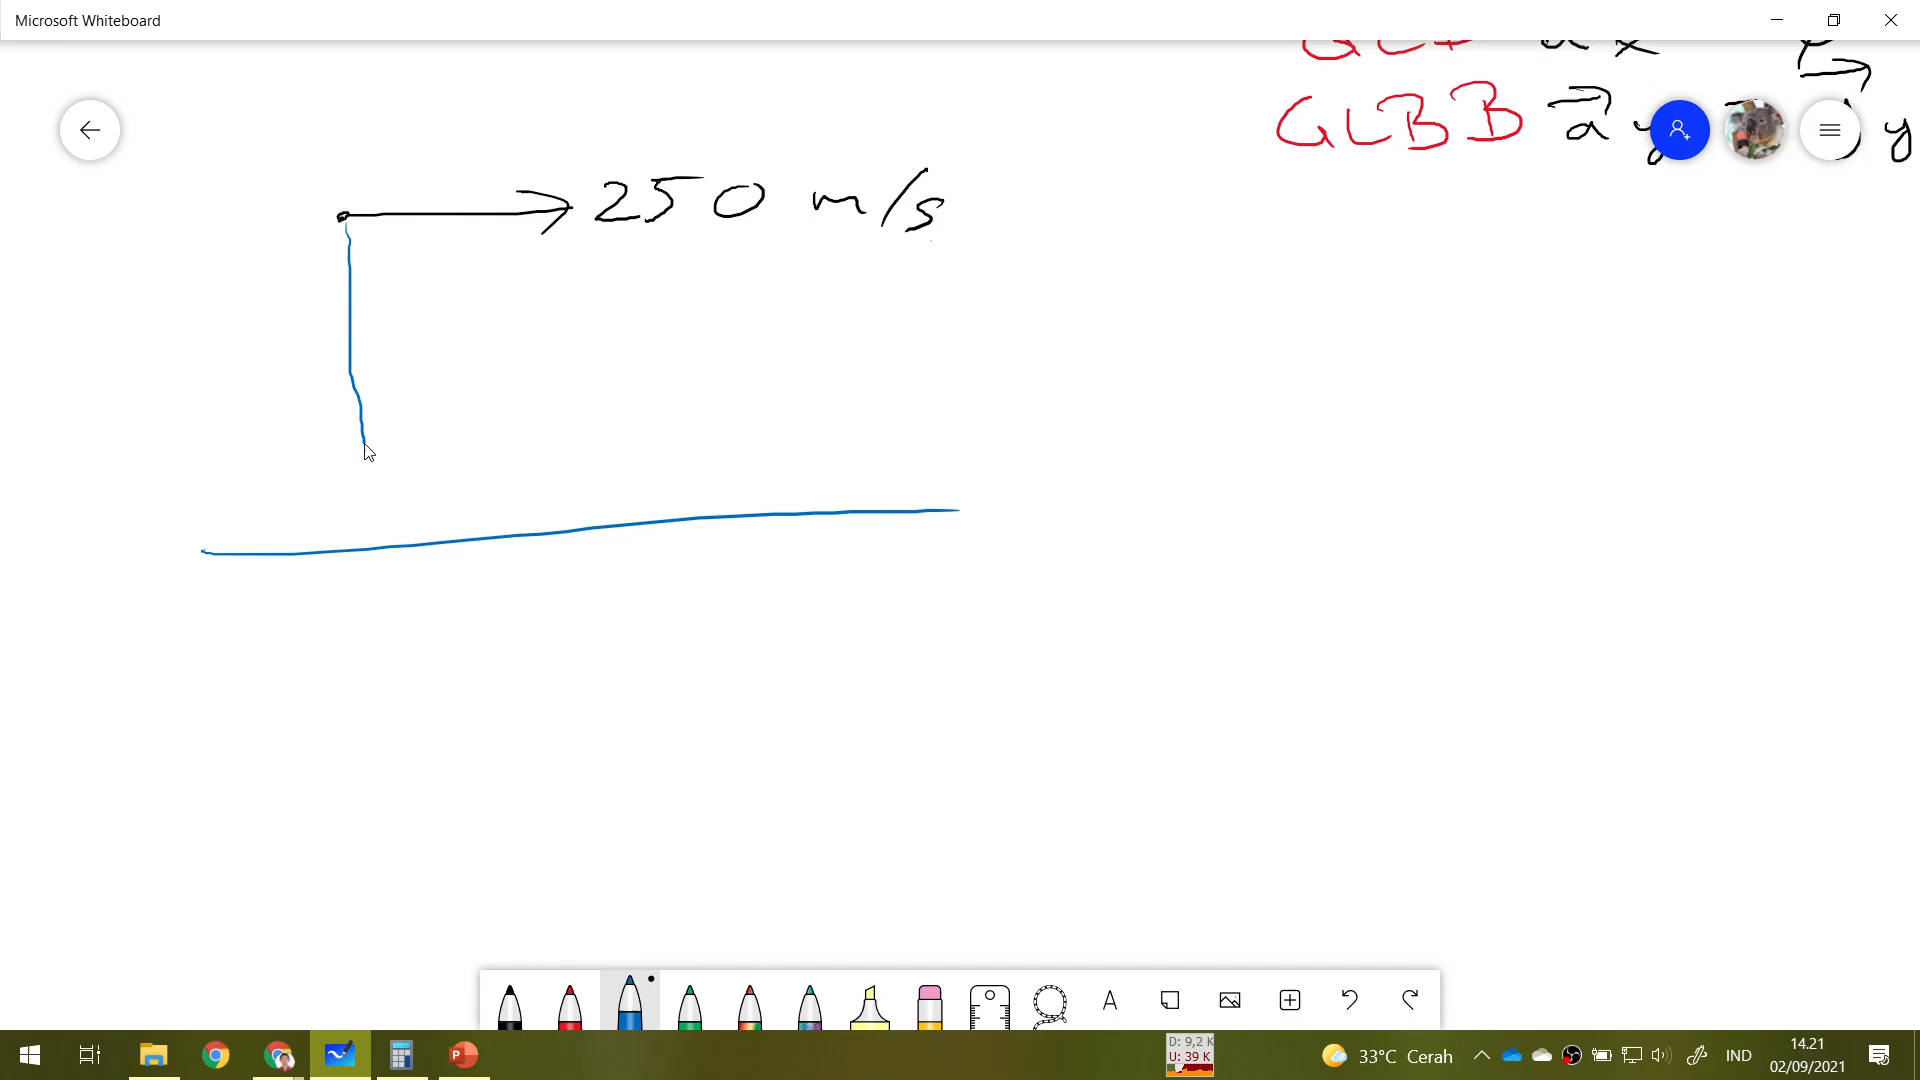 Microsoft Whiteboard
GLBB a y y
250 m/s
A
D: 9,2 K
U: 39 K
P
33°C Cerah
IND
14.21
02/09/2021